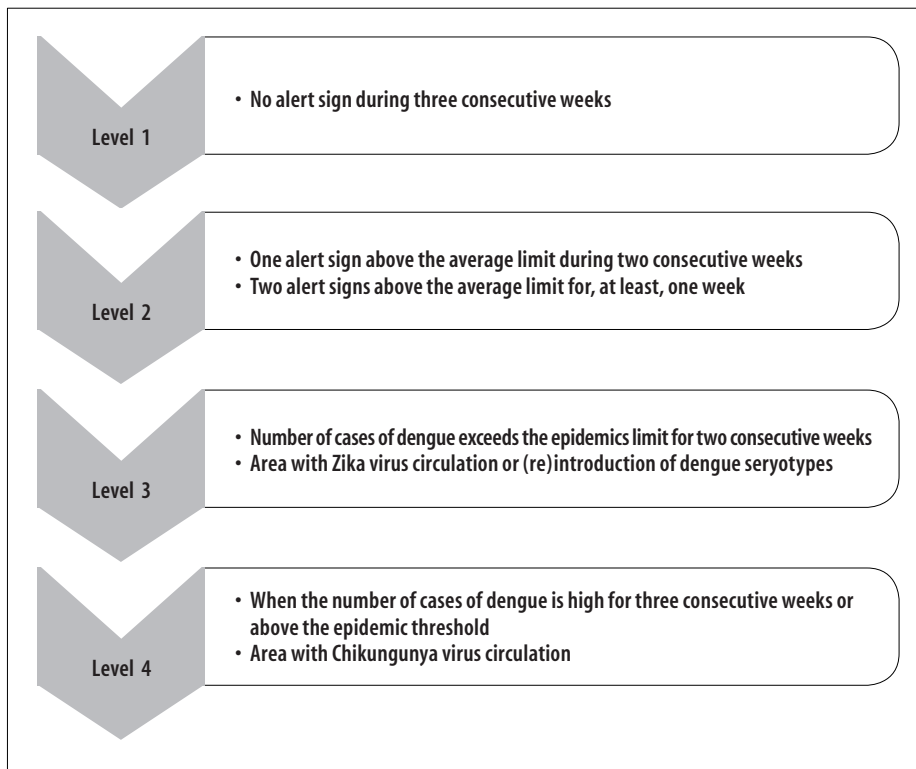 Level 1
• No alert sign during three consecutive weeks
Level 2
• One alert sign above the average limit during two consecutive weeks
• Two alert signs above the average limit for, at least, one week
Level 3
• Number of cases of dengue exceeds the epidemics limit for two consecutive weeks
• Area with Zika virus circulation or (re)introduction of dengue seryotypes
Level 4
• When the number of cases of dengue is high for three consecutive weeks or
above the epidemic threshold
• Area with Chikungunya virus circulation